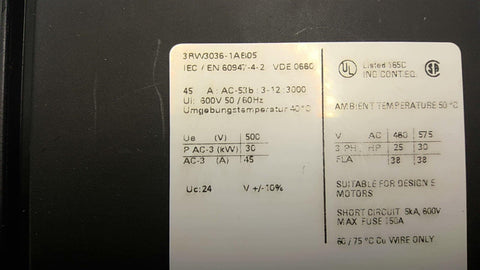 3RW3036-1AB05
IEC / EN 60947-4-2 VDE 0660
45 A : AC-53b : 3-12 : 3000
Ui: 600V 50 / 60Hz
Umgebungstemperatur 40°C
Ue (V) 500
P AC-3 (kW) 30
AC-3 (A) 45
Uc: 24 V +/-10%
UL Listed 165C
IND.CONT.EQ.
AMBIENT TEMPERATURE 50 °C
V AC 460 575
3 PH. HP 25 30
FLA 38 38
SUITABLE FOR DESIGN E
MOTORS
SHORT CIRCUIT 5kA, 600V
MAX FUSE 150A
60 / 75 °C Cu WIRE ONLY